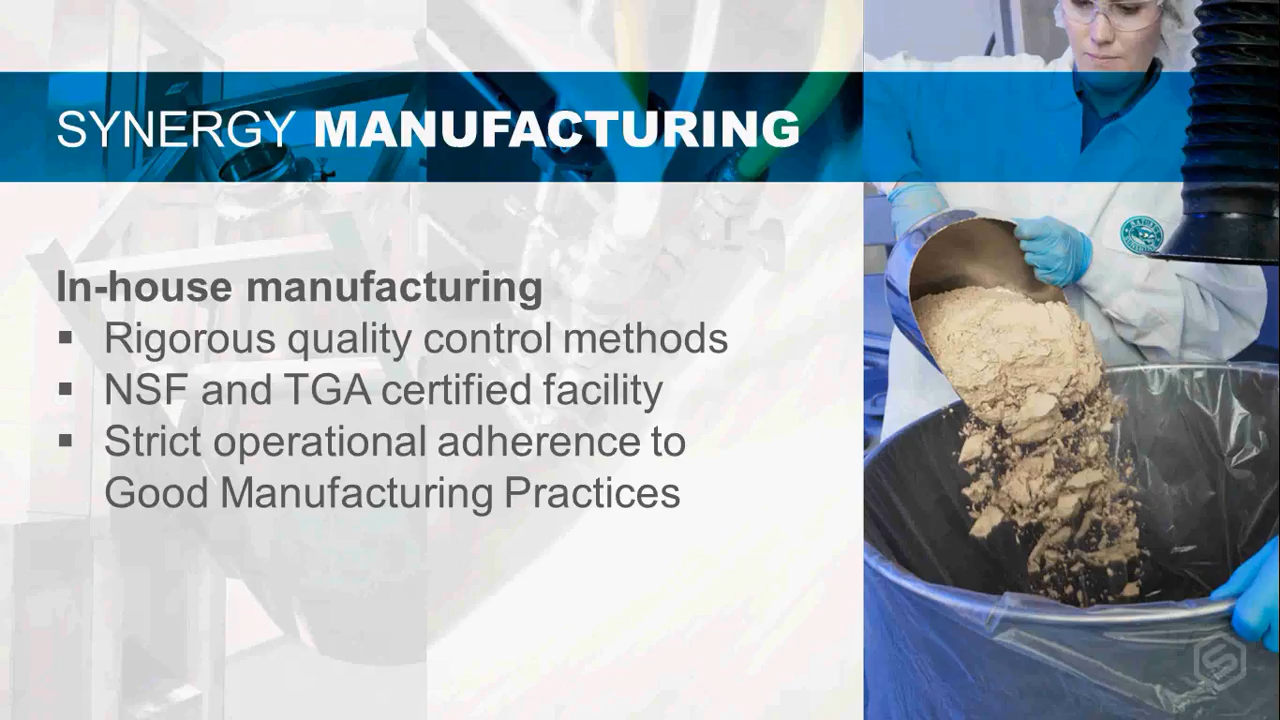 SYNERGY MANUFACTURING
In-house manufacturing
▪ Rigorous quality control methods
▪ NSF and TGA certified facility
▪ Strict operational adherence to
Good Manufacturing Practices